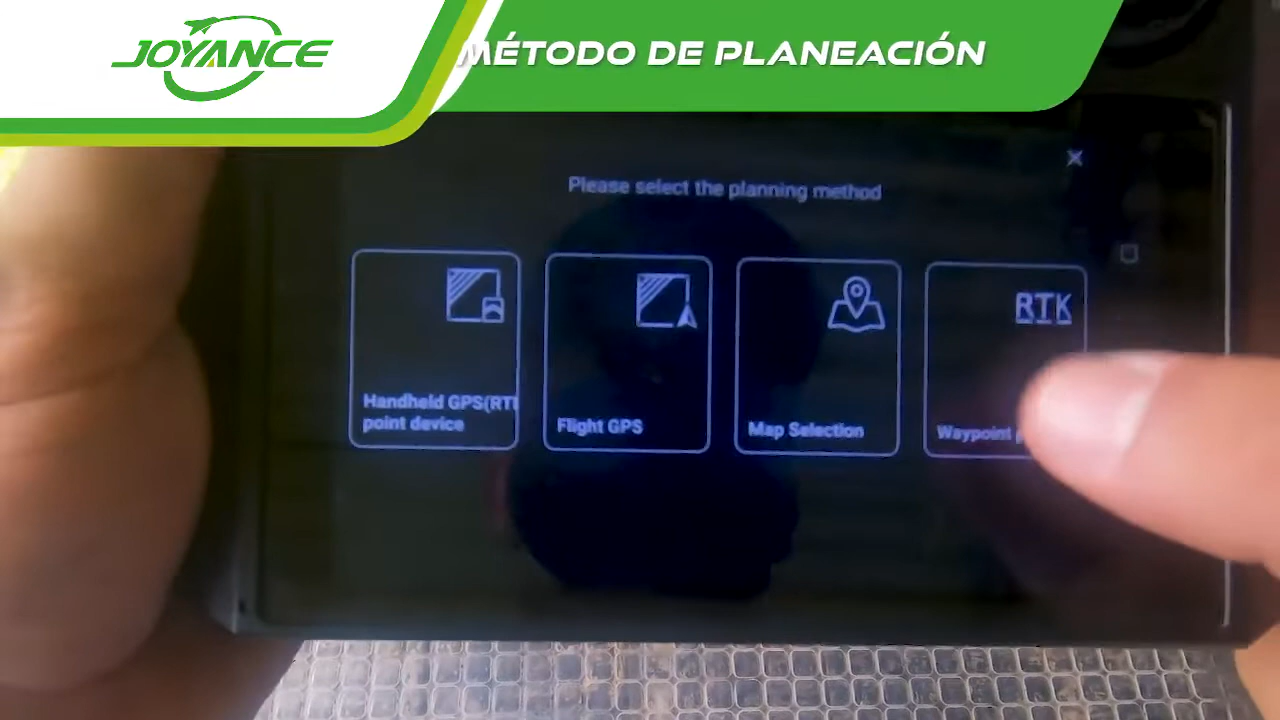 JOYANCE
MÉTODO DE PLANEACIÓN
Please select the planning method
RTK
Handheld GPS(RT
point device
Flight GPS
Map Selection
Waypoint